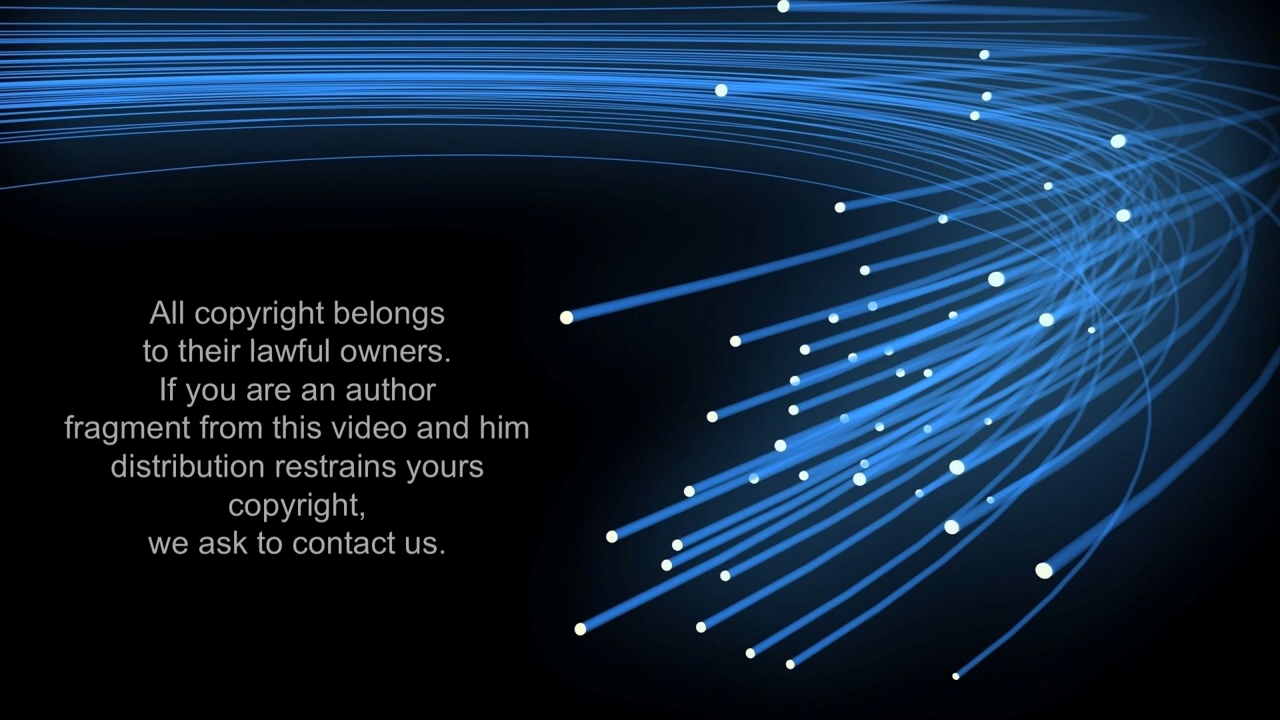 All copyright belongs
to their lawful owners.
If you are an author
fragment from this video and him
distribution restrains yours
copyright,
we ask to contact us.